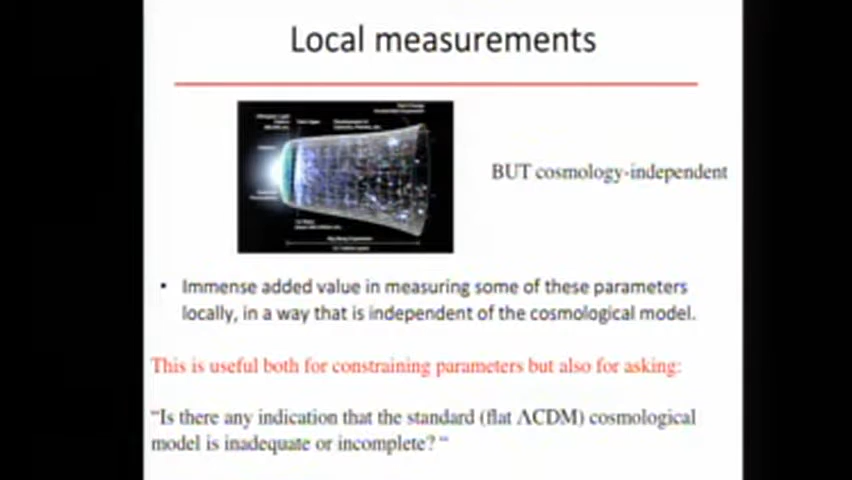 Local measurements
BUT cosmology-independent
• Immense added value in measuring some of these parameters
locally, in a way that is independent of the cosmological model.
This is useful both for constraining parameters but also for asking:
“Is there any indication that the standard (flat ΛCDM) cosmological
model is inadequate or incomplete? “